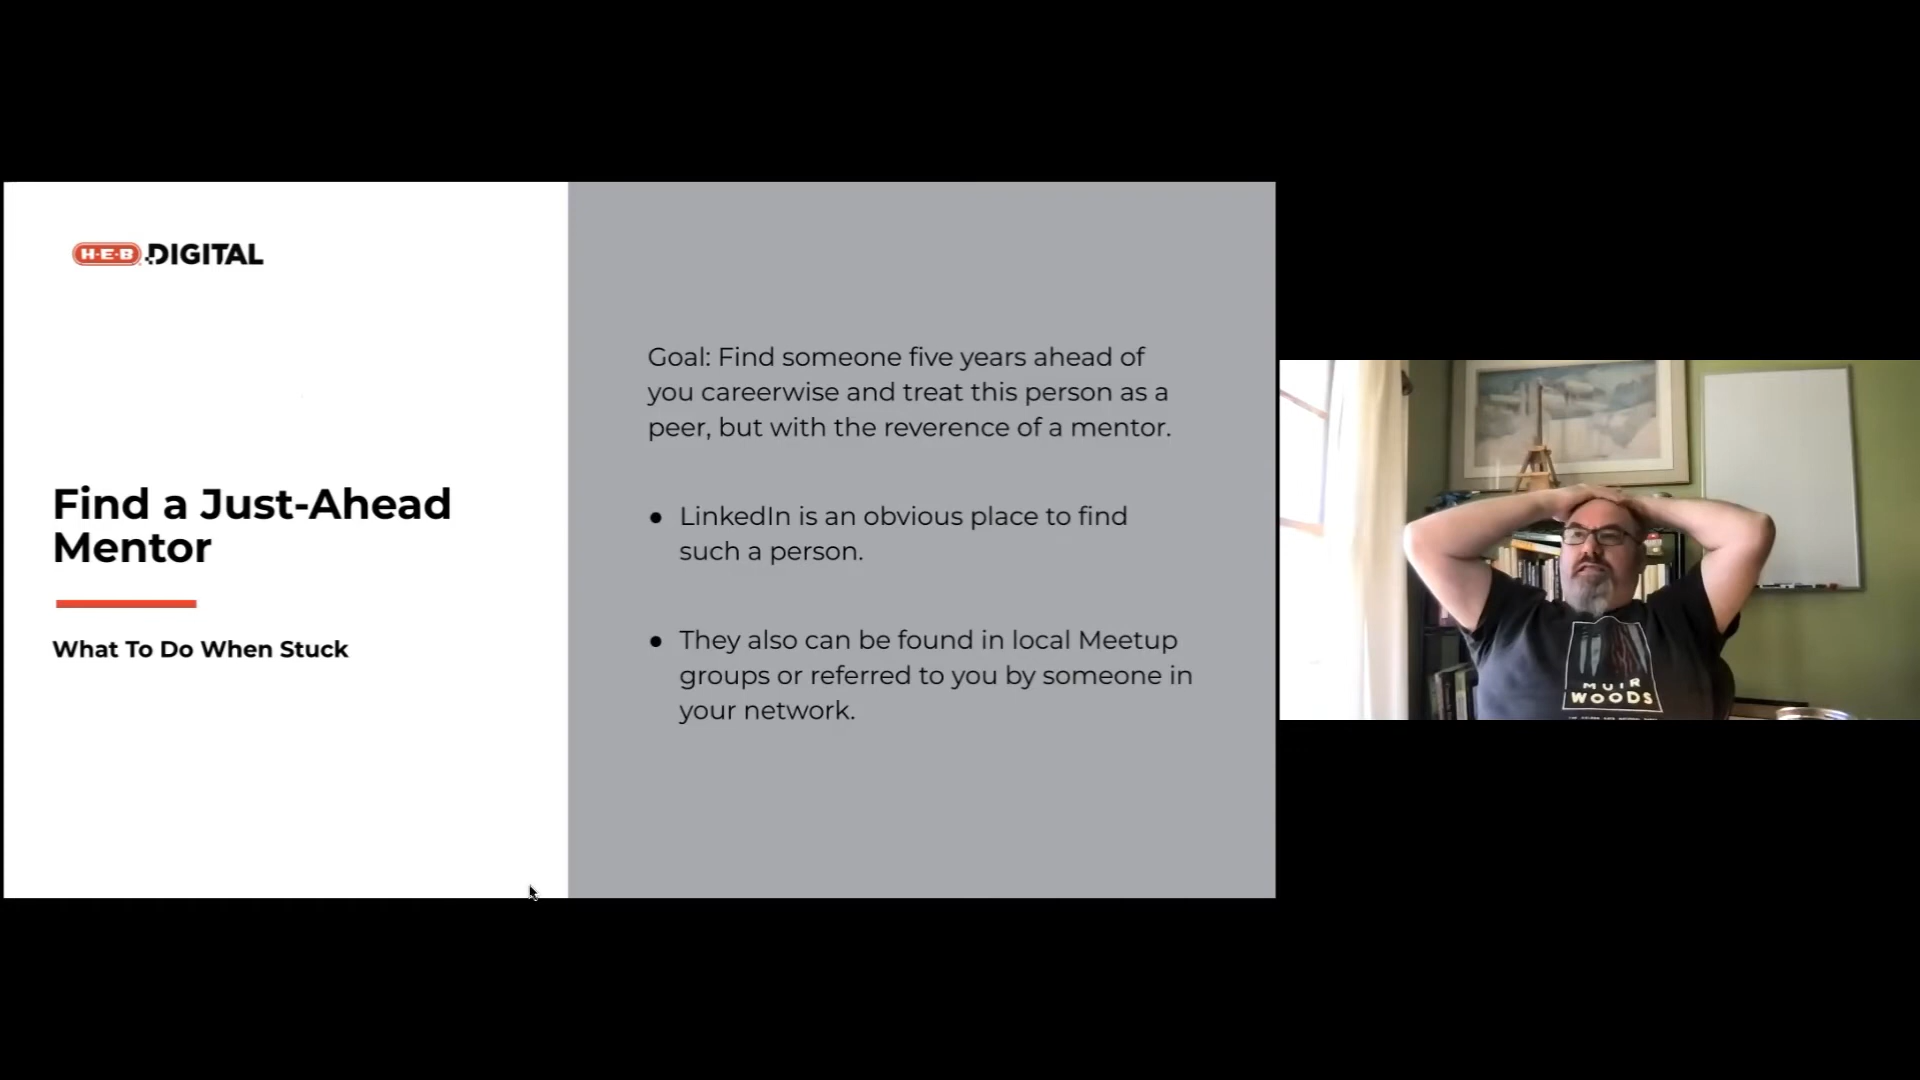 H-E-B DIGITAL
Find a Just-Ahead
Mentor
What To Do When Stuck
Goal: Find someone five years ahead of
you careerwise and treat this person as a
peer, but with the reverence of a mentor.
● LinkedIn is an obvious place to find
such a person.
● They also can be found in local Meetup
groups or referred to you by someone in
your network.
MUIR
WOODS